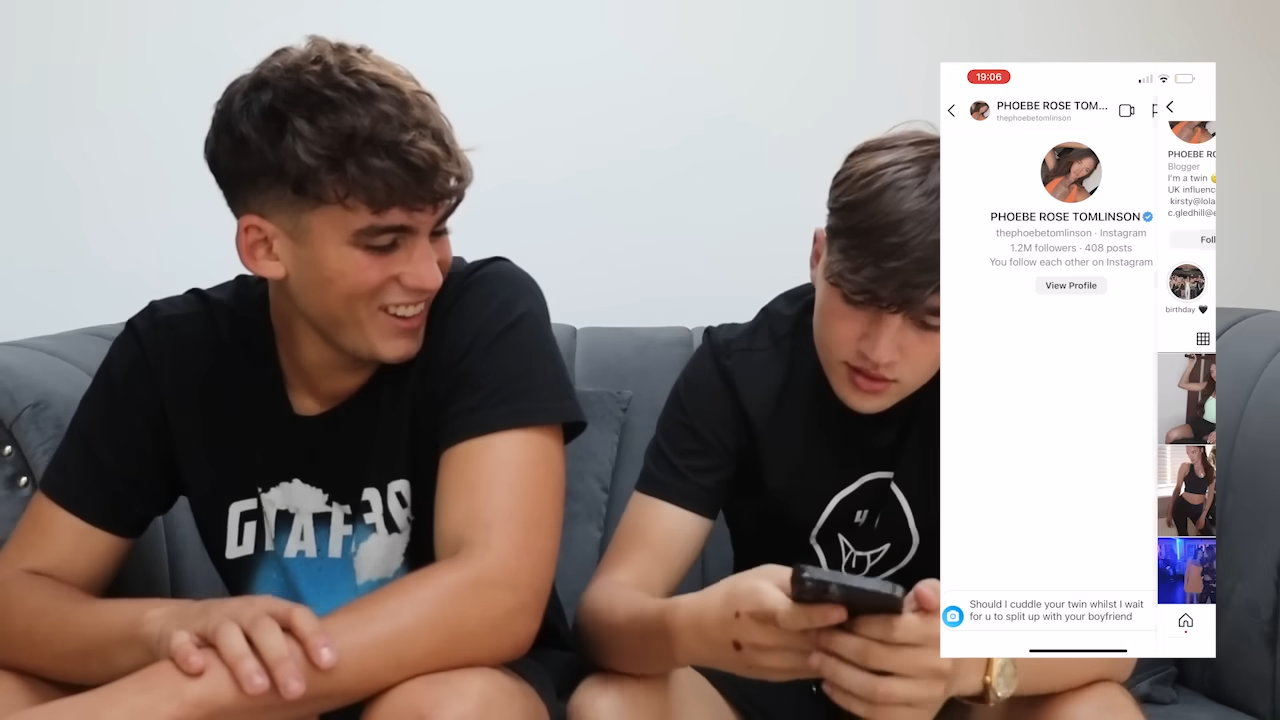 19:06
PHOEBE ROSE TOM...
thephoebetomlinson
PHOEBE ROSE TOMLINSON
thephoebetomlinson · Instagram
1.2M followers · 408 posts
You follow each other on Instagram
View Profile
Should I cuddle your twin whilst I wait
for u to split up with your boyfriend
PHOEBE RO
Blogger
I'm a twin
UK influenc
kirsty@lola
c.gledhill@
Foll
birthday 🖤